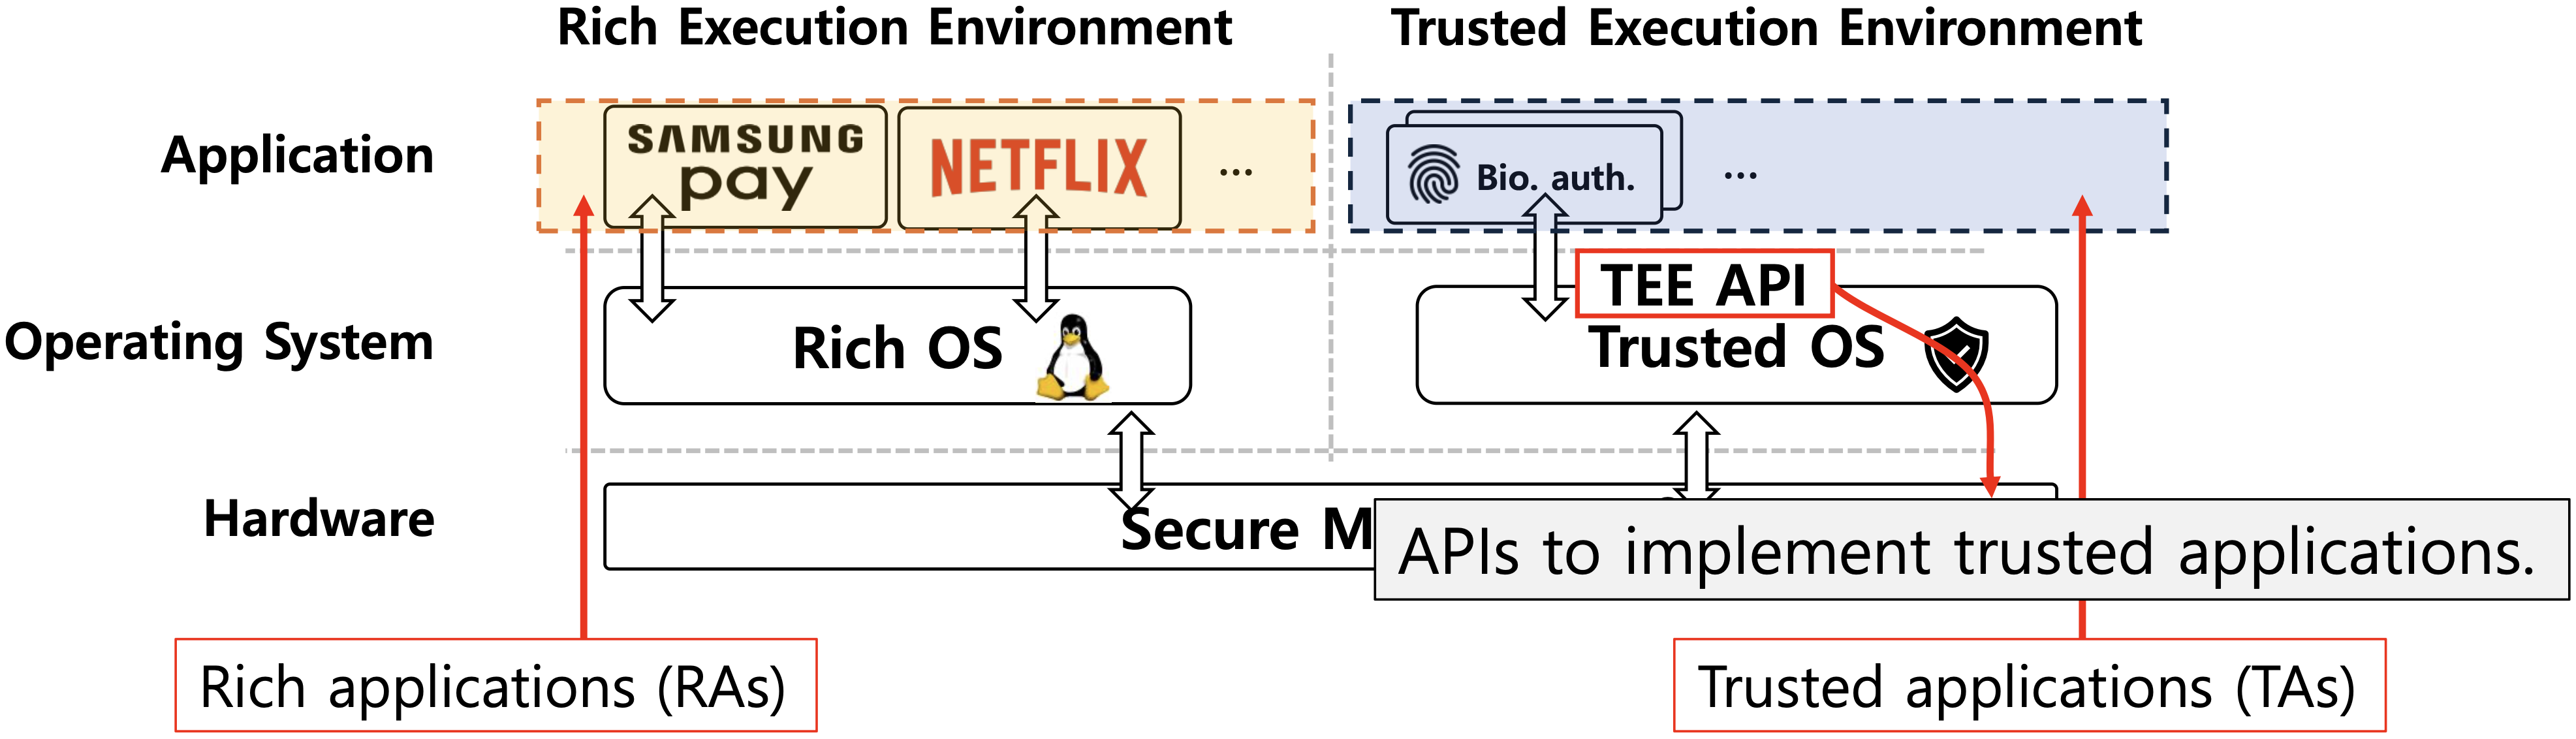 Rich Execution Environment
Trusted Execution Environment
Application
SAMSUNG
pay
NETFLIX
...
Bio. auth.
...
TEE API
Operating System
Rich OS
Trusted OS
Hardware
Secure M
APIs to implement trusted applications.
Rich applications (RAs)
Trusted applications (TAs)